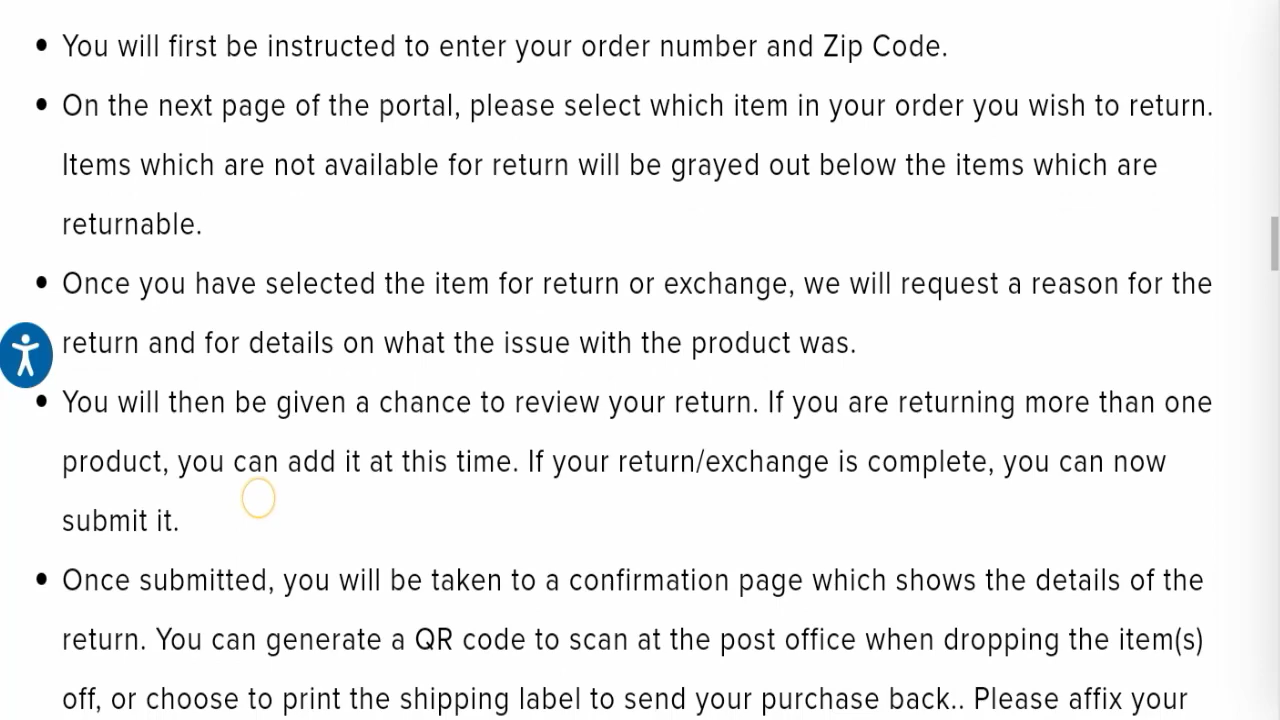 • You will first be instructed to enter your order number and Zip Code.
• On the next page of the portal, please select which item in your order you wish to return.
Items which are not available for return will be grayed out below the items which are
returnable.
• Once you have selected the item for return or exchange, we will request a reason for the
return and for details on what the issue with the product was.
• You will then be given a chance to review your return. If you are returning more than one
product, you can add it at this time. If your return/exchange is complete, you can now
submit it.
• Once submitted, you will be taken to a confirmation page which shows the details of the
return. You can generate a QR code to scan at the post office when dropping the item(s)
off, or choose to print the shipping label to send your purchase back.. Please affix your